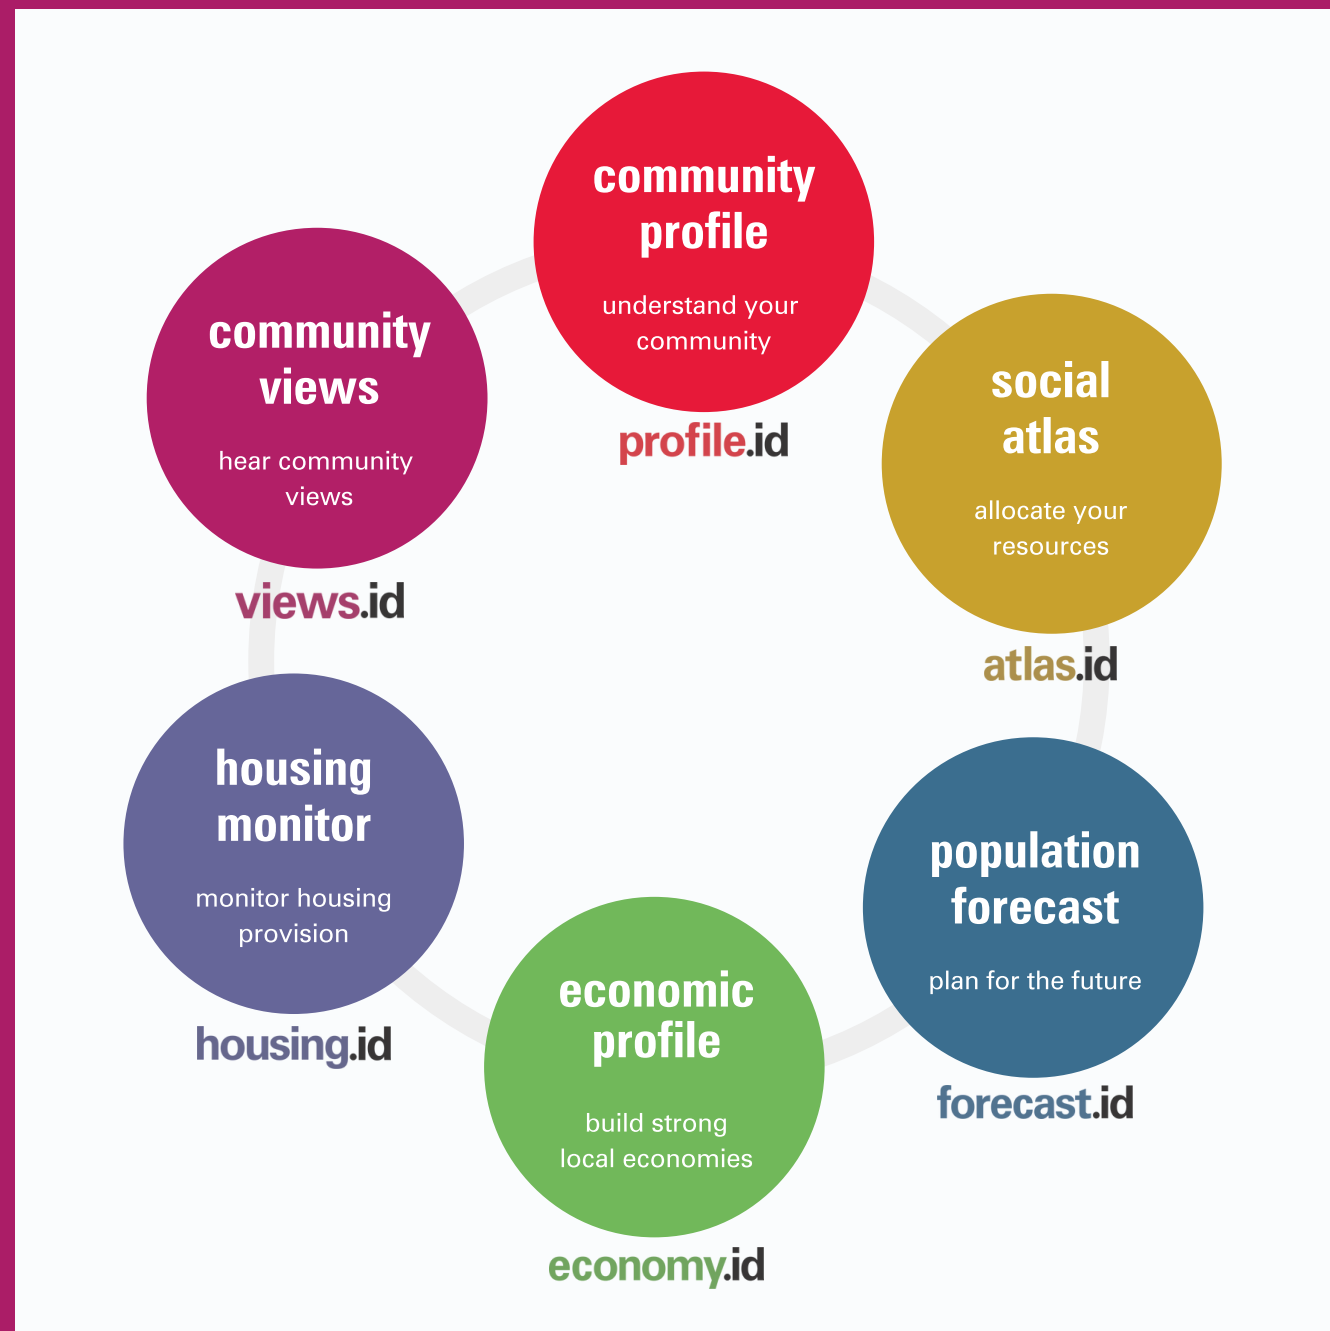 community
profile
understand your
community
profile.id
community
views
hear community
views
views.id
social
atlas
allocate your
resources
atlas.id
housing
monitor
monitor housing
provision
housing.id
population
forecast
plan for the future
forecast.id
economic
profile
build strong
local economies
economy.id